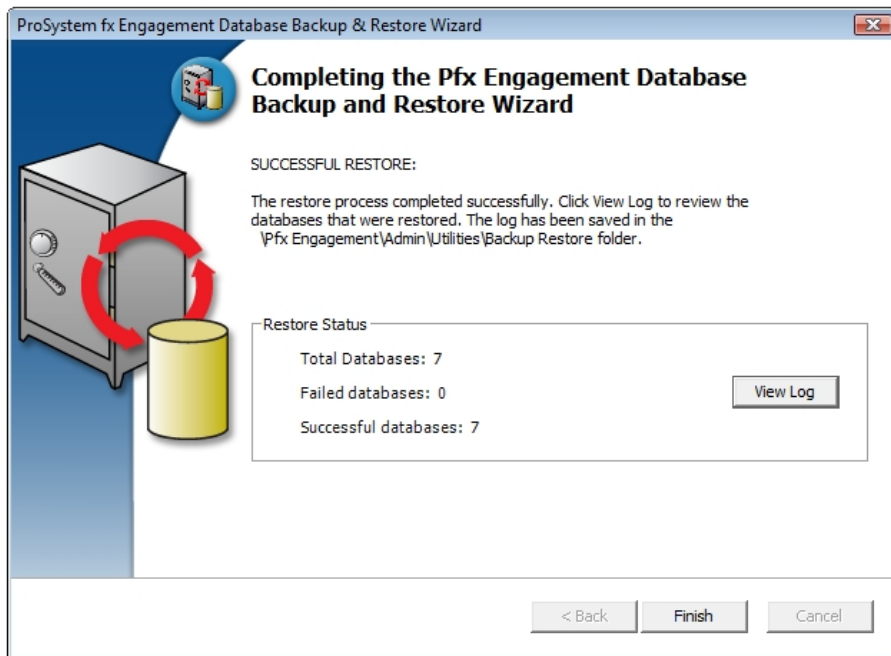 ProSystem fx Engagement Database Backup & Restore Wizard
Completing the Pfx Engagement Database
Backup and Restore Wizard
SUCCESSFUL RESTORE:
The restore process completed successfully. Click View Log to review the
databases that were restored. The log has been saved in the
\Pfx Engagement\Admin\Utilities\Backup Restore folder.
Restore Status
Total Databases: 7
Failed databases: 0
View Log
Successful databases: 7
< Back
Finish
Cancel